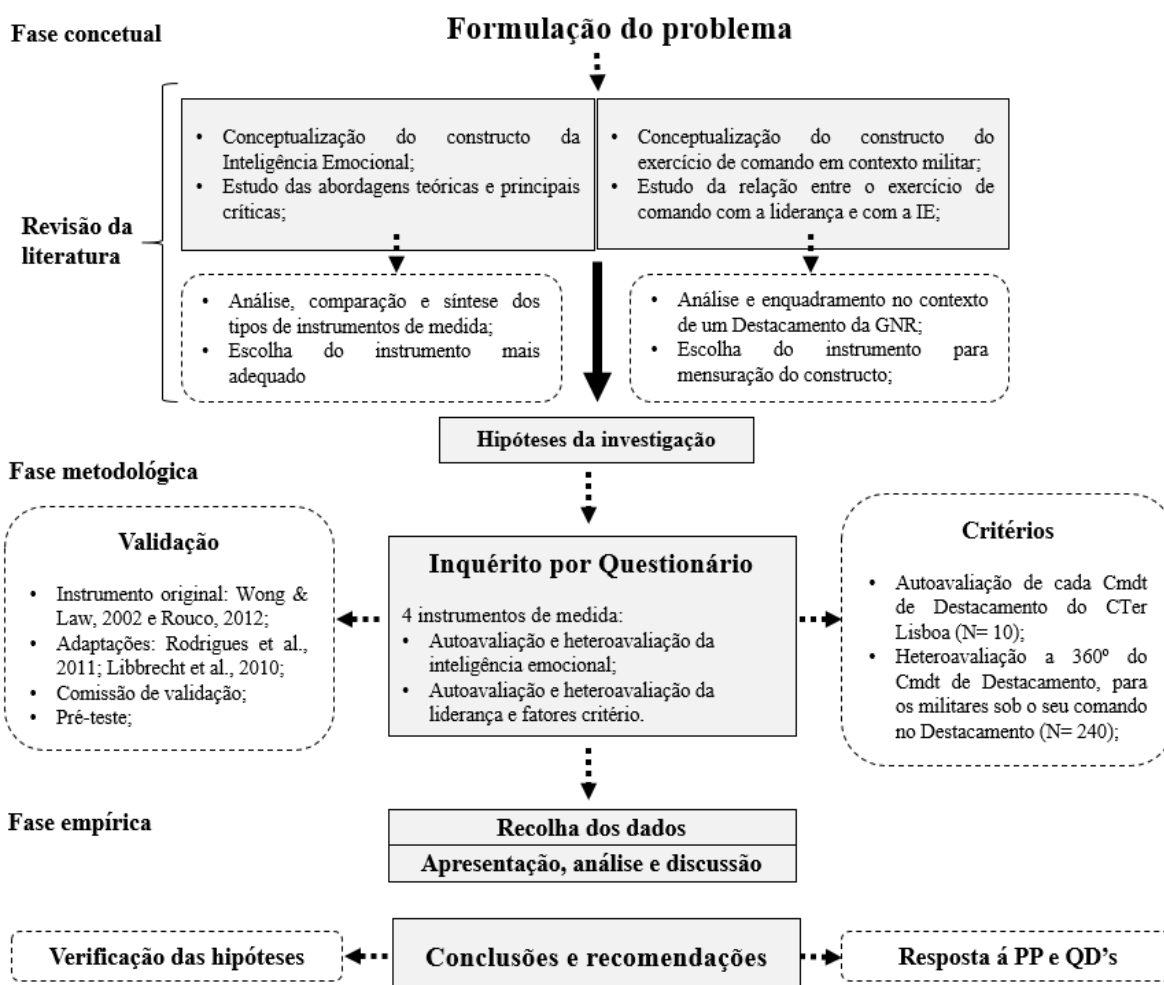 Fase concetual
Formulação do problema
Revisão da
literatura
• Conceptualização do constructo da
Inteligência Emocional;
• Estudo das abordagens teóricas e principais
críticas;
• Conceptualização do constructo do
exercício de comando em contexto militar;
• Estudo da relação entre o exercício de
comando com a liderança e com a IE;
• Análise, comparação e síntese dos
tipos de instrumentos de medida;
• Escolha do instrumento mais
adequado
• Análise e enquadramento no contexto
de um Destacamento da GNR;
• Escolha do instrumento para
mensuração do constructo;
Hipóteses da investigação
Fase metodológica
Validação
• Instrumento original: Wong &
Law, 2002 e Rouco, 2012;
• Adaptações: Rodrigues et al.,
2011; Libbrecht et al., 2010;
• Comissão de validação;
• Pré-teste;
Inquérito por Questionário
4 instrumentos de medida:
• Autoavaliação e heteroavaliação da
inteligência emocional;
• Autoavaliação e heteroavaliação da
liderança e fatores critério.
Critérios
• Autoavaliação de cada Cmdt
de Destacamento do CTer
Lisboa (N= 10);
• Heteroavaliação a 360º do
Cmdt de Destacamento, para
os militares sob o seu comando
no Destacamento (N= 240);
Fase empírica
Recolha dos dados
Apresentação, análise e discussão
Verificação das hipóteses
Conclusões e recomendações
Resposta á PP e QD’s